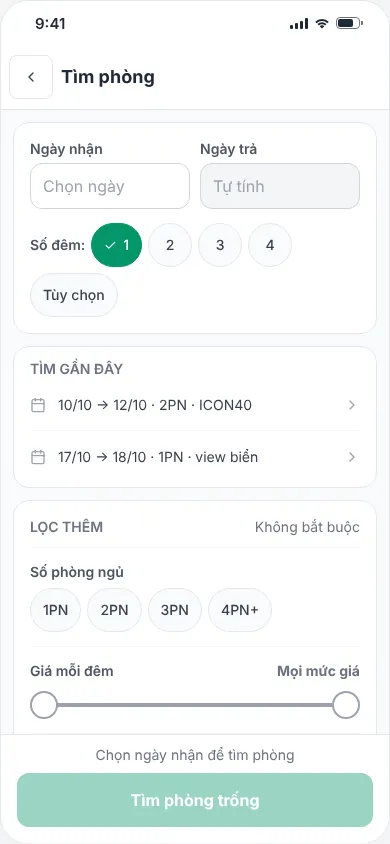 9:41
Tìm phòng
Ngày nhận Ngày trả
Chọn ngày Tự tính
Số đêm: 1 2 3 4
Tùy chọn
TÌM GẦN ĐÂY
10/10 → 12/10 · 2PN · ICON40
17/10 → 18/10 · 1PN · view biển
LỌC THÊM Không bắt buộc
Số phòng ngủ
1PN 2PN 3PN 4PN+
Giá mỗi đêm Mọi mức giá
Chọn ngày nhận để tìm phòng
Tìm phòng trống